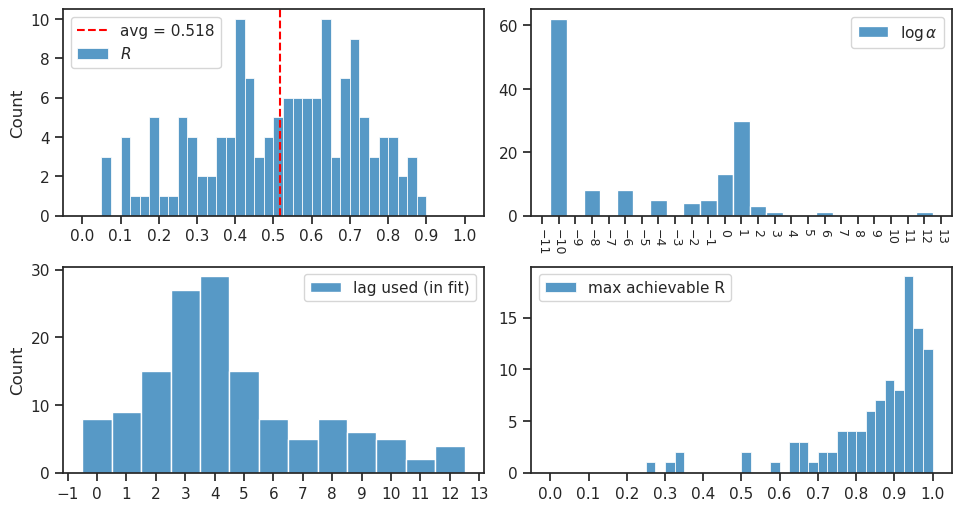 avg = 0.518
R
Count
0 2 4 6 8 10
0.0 0.1 0.2 0.3 0.4 0.5 0.6 0.7 0.8 0.9 1.0
log α
0 20 40 60
−11 −10 −9 −8 −7 −6 −5 −4 −3 −2 −1 0 1 2 3 4 5 6 7 8 9 10 11 12 13
lag used (in fit)
Count
0 10 20 30
−1 0 1 2 3 4 5 6 7 8 9 10 11 12 13
max achievable R
0 5 10 15
0.0 0.1 0.2 0.3 0.4 0.5 0.6 0.7 0.8 0.9 1.0